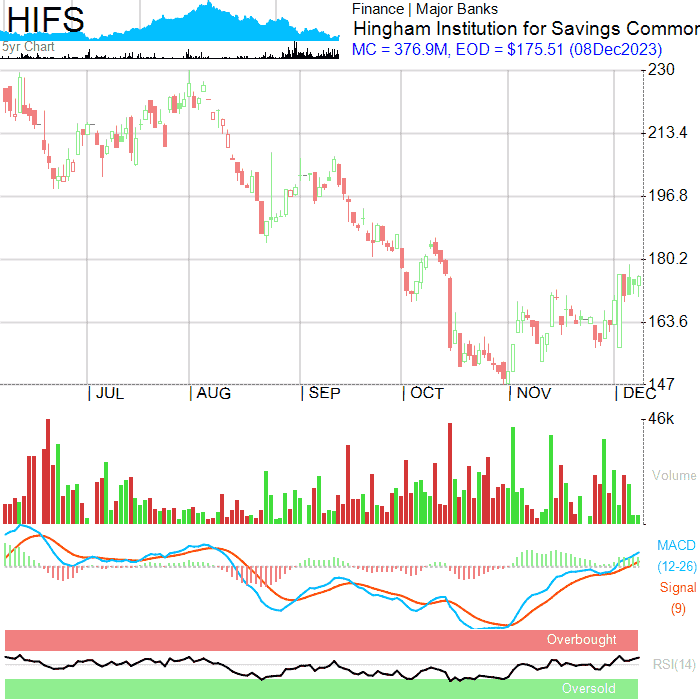 HIFS
5yr Chart
Finance | Major Banks
Hingham Institution for Savings Common
MC = 376.9M, EOD = $175.51 (08Dec2023)
230
213.4
196.8
180.2
163.6
147
| JUL | AUG | SEP | OCT | NOV | DEC
46k
Volume
MACD
(12-26)
Signal
(9)
Overbought
RSI(14)
Oversold